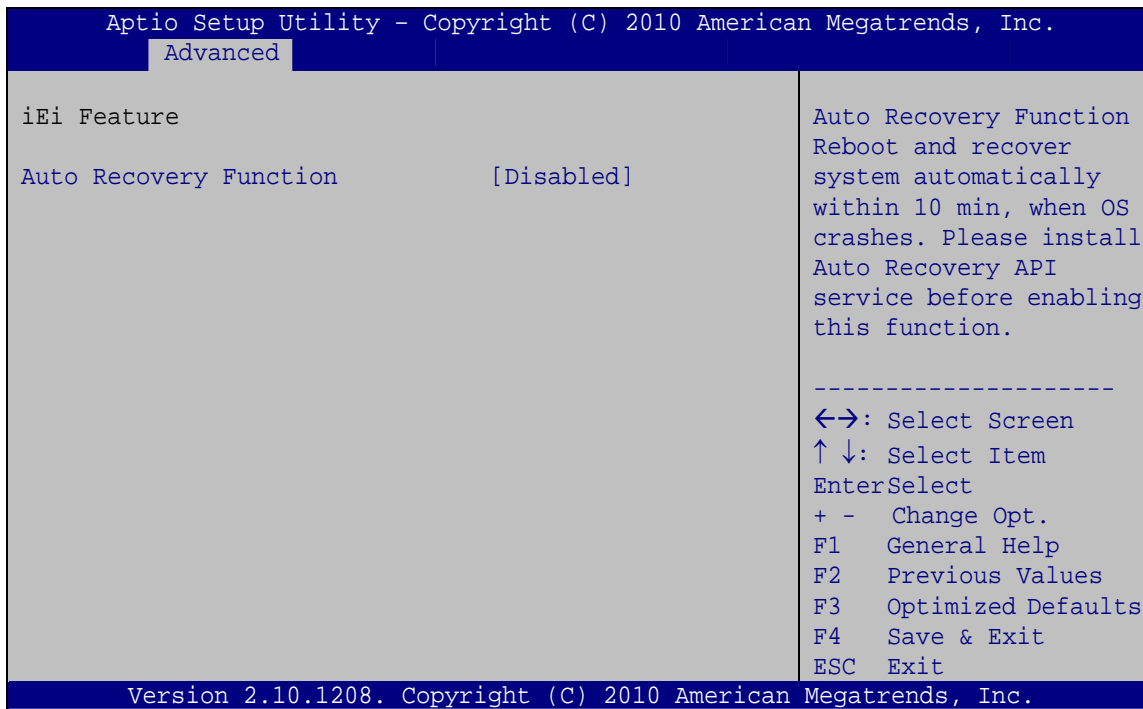 Aptio Setup Utility – Copyright (C) 2010 American Megatrends, Inc.
Advanced
iEi Feature
Auto Recovery Function [Disabled]
Auto Recovery Function
Reboot and recover
system automatically
within 10 min, when OS
crashes. Please install
Auto Recovery API
service before enabling
this function.
---------------------
←→: Select Screen
↑ ↓: Select Item
EnterSelect
+ - Change Opt.
F1 General Help
F2 Previous Values
F3 Optimized Defaults
F4 Save & Exit
ESC Exit
Version 2.10.1208. Copyright (C) 2010 American Megatrends, Inc.